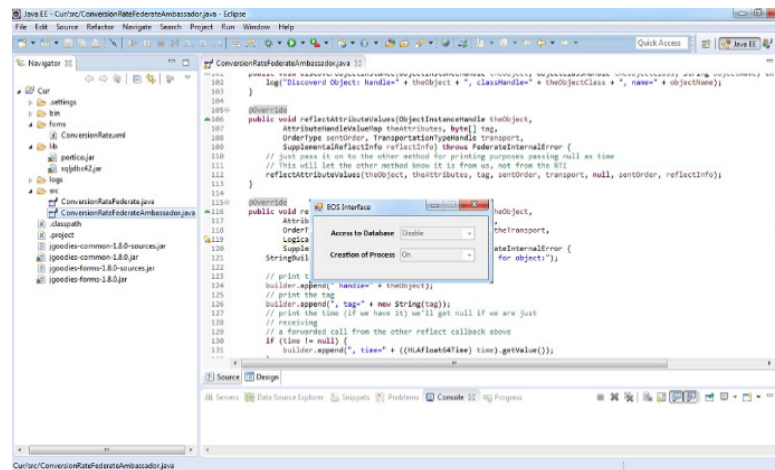 Java EE - Cur/src/ConversionRateFederateAmbassador.java - Eclipse
File Edit Source Refactor Navigate Search Project Run Window Help
Quick Access
Java EE
Navigator
Cur
.settings
bin
foms
ConversionRate.xml
lib
portico.jar
sqljdbc42.jar
logs
src
ConversionRateFederate.java
ConversionRateFederateAmbassador.java
.classpath
.project
jgoodies-common-1.8.0-sources.jar
jgoodies-common-1.8.0.jar
jgoodies-forms-1.8.0-sources.jar
jgoodies-forms-1.8.0.jar
ConversionRateFederateAmbassador.java
102 log("Discoverd Object: handle=" + theObject + ", classHandle=" + theObjectClass + ", name=" + objectName);
103 }
104
105 @Override
106 public void reflectAttributeValues(ObjectInstanceHandle theObject,
107 AttributeHandleValueMap theAttributes, byte[] tag,
108 OrderType sentOrder, TransportationTypeHandle transport,
109 SupplementalReflectInfo reflectInfo) throws FederateInternalError {
110 // just pass it on to the other method for printing purposes passing null as time
111 // This will let the other method know it is from us, not from the RTI
112 reflectAttributeValues(theObject, theAttributes, tag, sentOrder, transport, null, sentOrder, reflectInfo);
113 }
114
115 @Override
116 public void re heObject,
117 Attrib
118 OrderT theTransport,
119 Logica
120 Supple ateInternalError {
121 StringBuil for object:");
122
123 // print t
124 builder.append(" handle=" + theObject);
125 // print the tag
126 builder.append(", tag=" + new String(tag));
127 // print the time (if we have it) we'll get null if we are just
128 // receiving
129 // a forwarded call from the other reflect callback above
130 if (time != null) {
131 builder.append(", time=" + ((HLAfloat64Time) time).getValue());
EOS Interface
Access to Database Disable
Creation of Process On
Source Design
Servers Data Source Explorer Snippets Problems Console Progress
Cur/src/ConversionRateFederateAmbassador.java